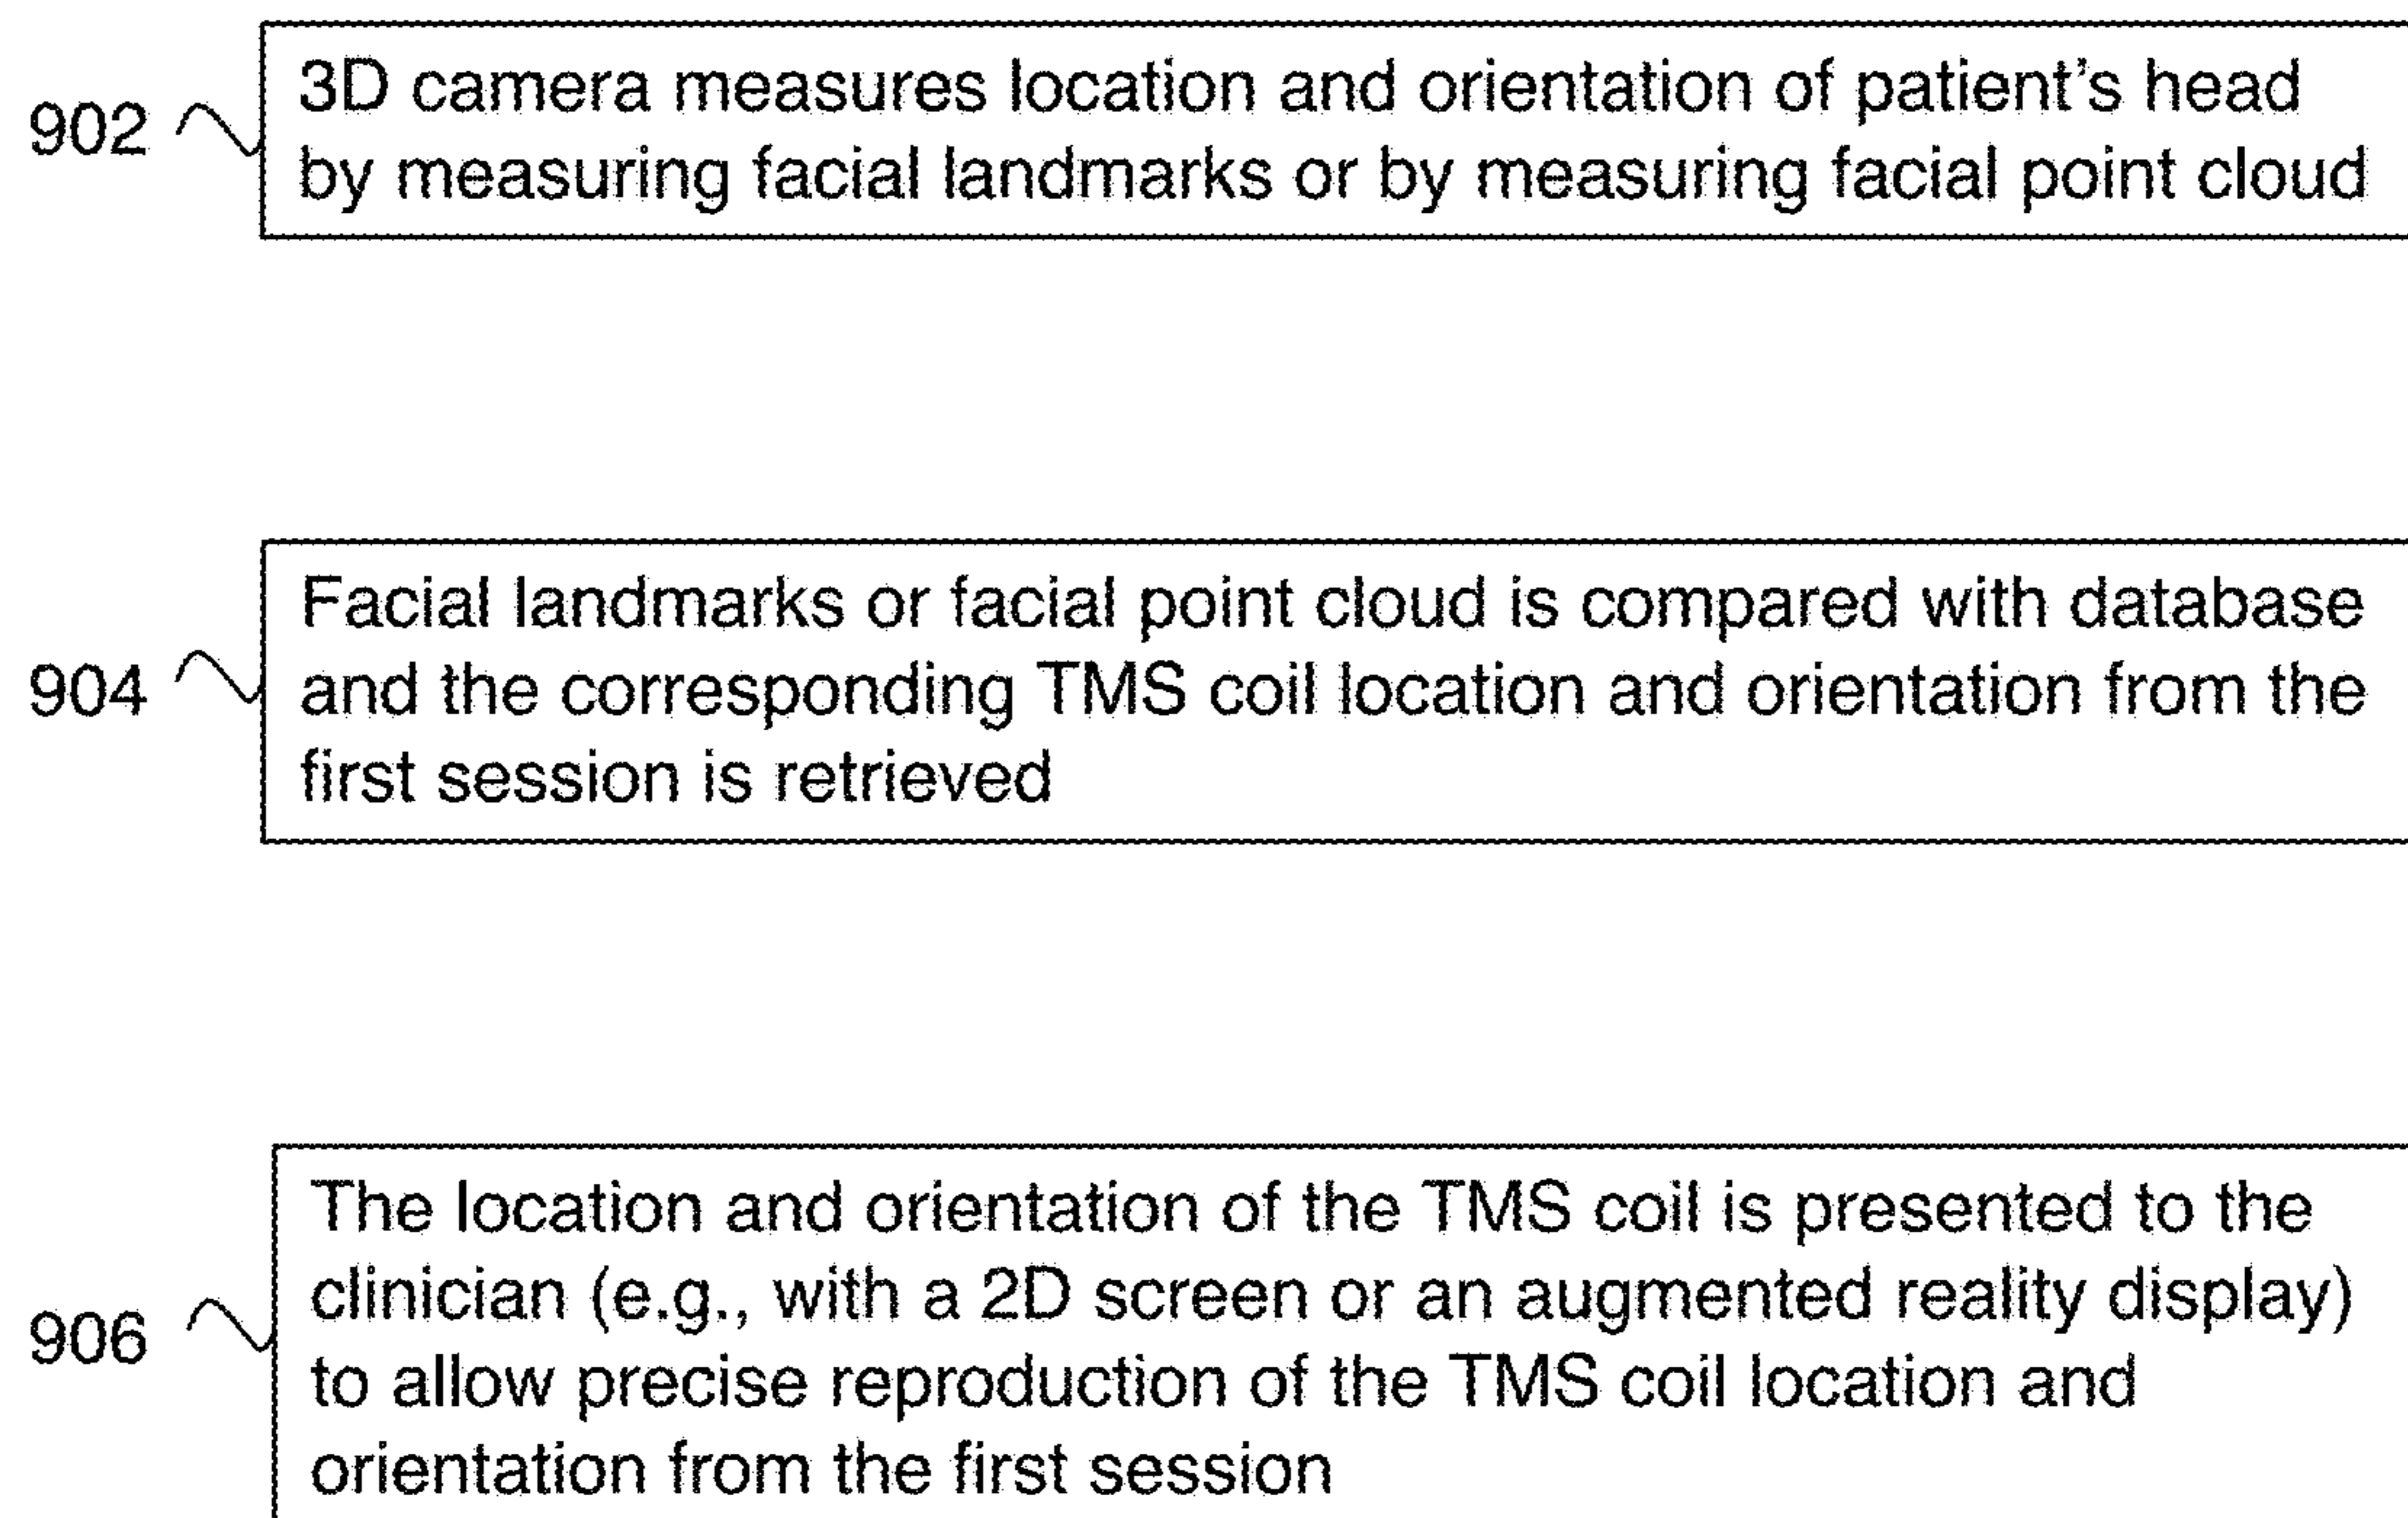 3D camera measures location and orientation of patient's head
902
by measuring facial landmarks or by measuring facial point cloud
Facial landmarks or facial point cloud is compared with database
904
and the corresponding TMS coil location and orientation from the
first session is retrieved
The location and orientation of the TMS coil is presented to the
clinician (e.g., with a 2D screen or an augmented reality display)
906
to allow precise reproduction of the TMS coil location and
orientation from the first session